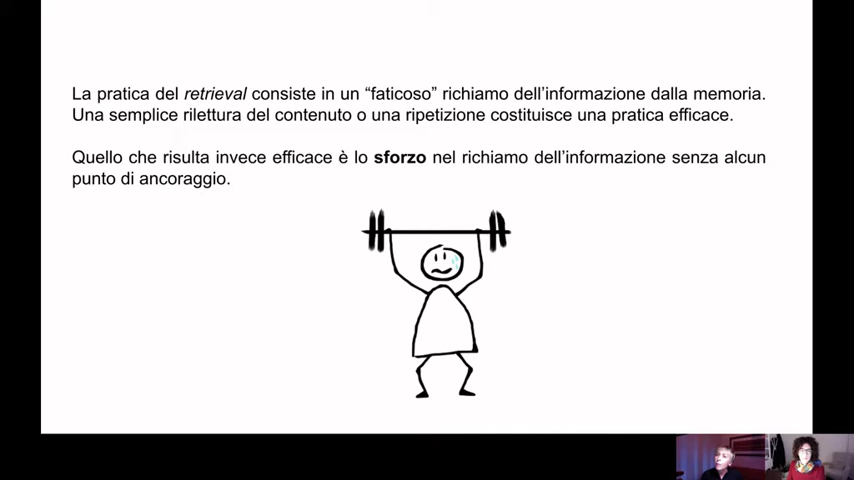 La pratica del retrieval consiste in un “faticoso” richiamo dell’informazione dalla memoria.
Una semplice rilettura del contenuto o una ripetizione costituisce una pratica efficace.
Quello che risulta invece efficace è lo sforzo nel richiamo dell’informazione senza alcun
punto di ancoraggio.